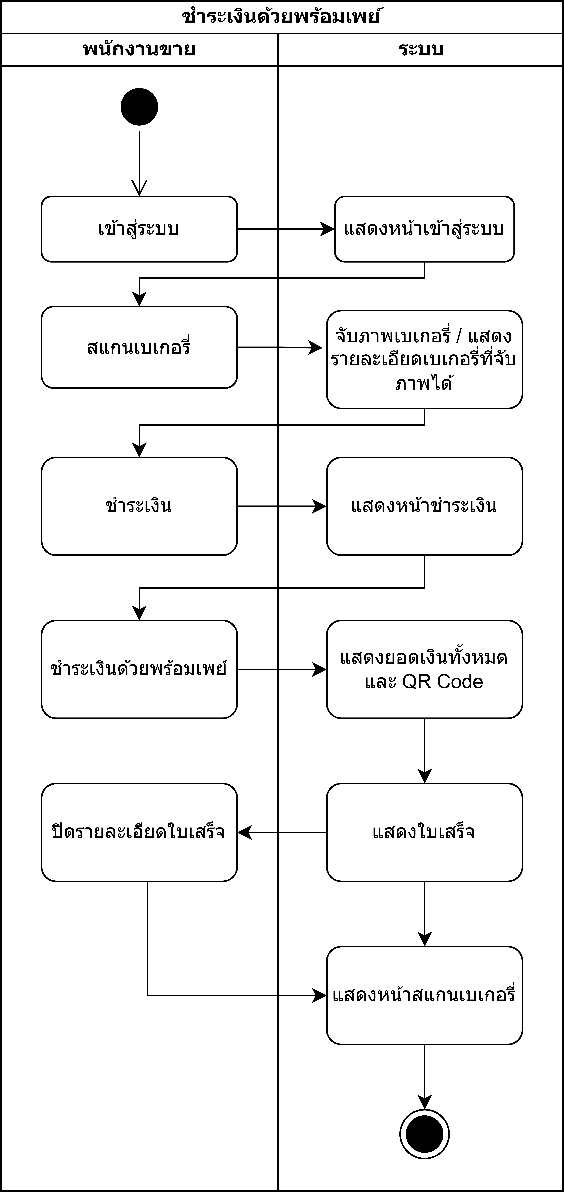 ชำระเงินด้วยพร้อมเพย์
พนักงานขาย
ระบบ
เข้าสู่ระบบ
แสดงหน้าเข้าสู่ระบบ
สแกนเบเกอรี่
จับภาพเบเกอรี่ / แสดง
รายละเอียดเบเกอรี่ที่จับ
ภาพได้
ชำระเงิน
แสดงหน้าชำระเงิน
ชำระเงินด้วยพร้อมเพย์
แสดงยอดเงินทั้งหมด
และ QR Code
ปิดรายละเอียดใบเสร็จ
แสดงใบเสร็จ
แสดงหน้าสแกนเบเกอรี่